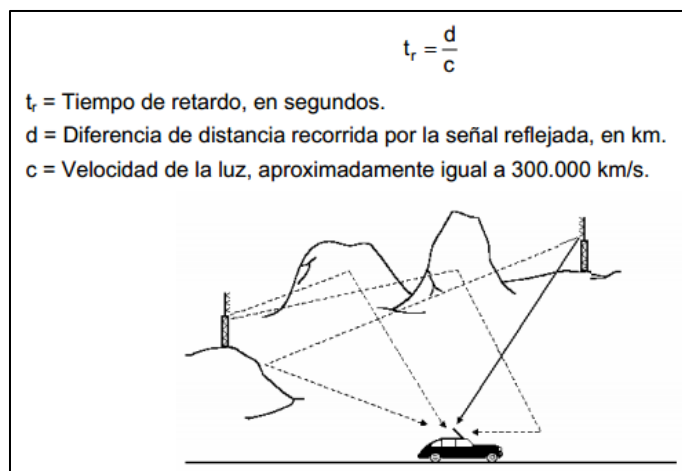 tᵣ = d/c
tᵣ = Tiempo de retardo, en segundos.
d = Diferencia de distancia recorrida por la señal reflejada, en km.
c = Velocidad de la luz, aproximadamente igual a 300.000 km/s.